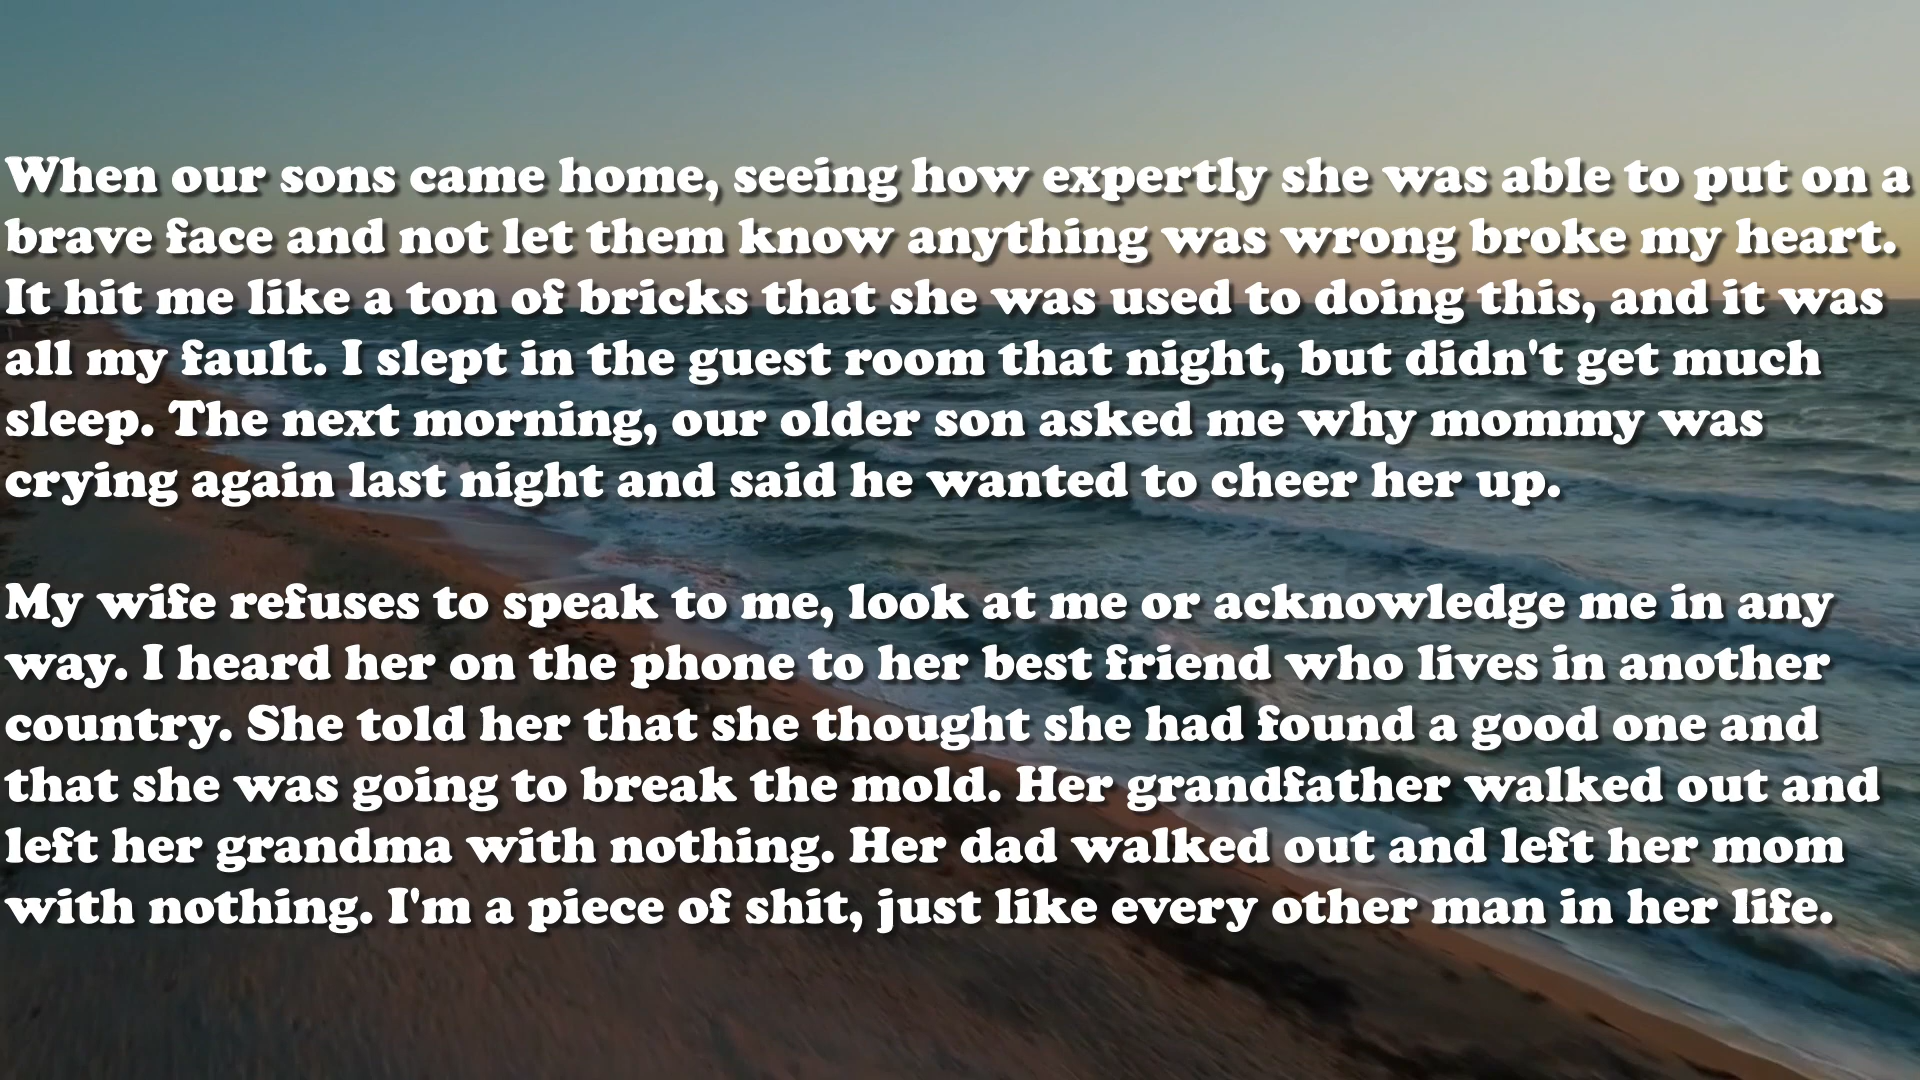 When our sons came home, seeing how expertly she was able to put on a
brave face and not let them know anything was wrong broke my heart.
It hit me like a ton of bricks that she was used to doing this, and it was
all my fault. I slept in the guest room that night, but didn't get much
sleep. The next morning, our older son asked me why mommy was
crying again last night and said he wanted to cheer her up.
My wife refuses to speak to me, look at me or acknowledge me in any
way. I heard her on the phone to her best friend who lives in another
country. She told her that she thought she had found a good one and
that she was going to break the mold. Her grandfather walked out and
left her grandma with nothing. Her dad walked out and left her mom
with nothing. I'm a piece of shit, just like every other man in her life.